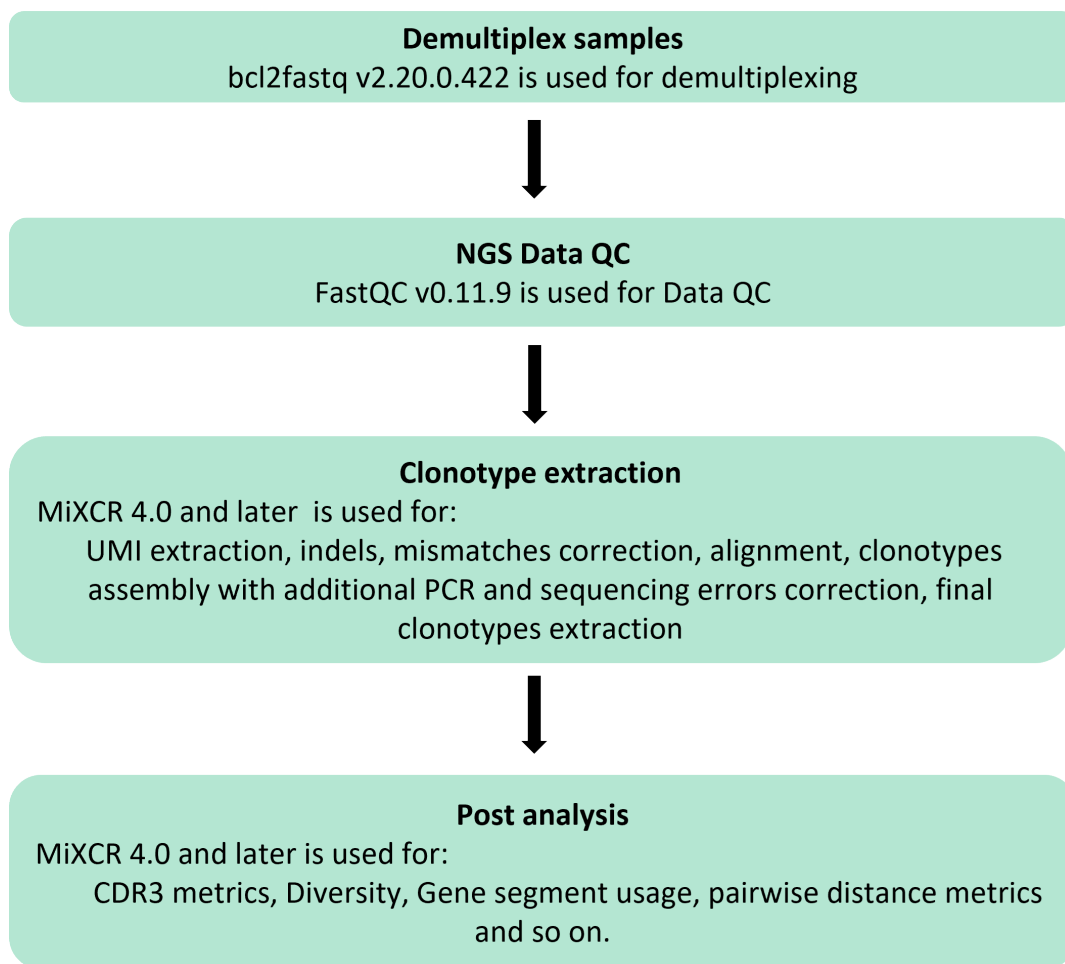 Demultiplex samples
bcl2fastq v2.20.0.422 is used for demultiplexing
NGS Data QC
FastQC v0.11.9 is used for Data QC
Clonotype extraction
MiXCR 4.0 and later  is used for:
UMI extraction, indels, mismatches correction, alignment, clonotypes
assembly with additional PCR and sequencing errors correction, final
clonotypes extraction
Post analysis
MiXCR 4.0 and later is used for:
CDR3 metrics, Diversity, Gene segment usage, pairwise distance metrics
and so on.